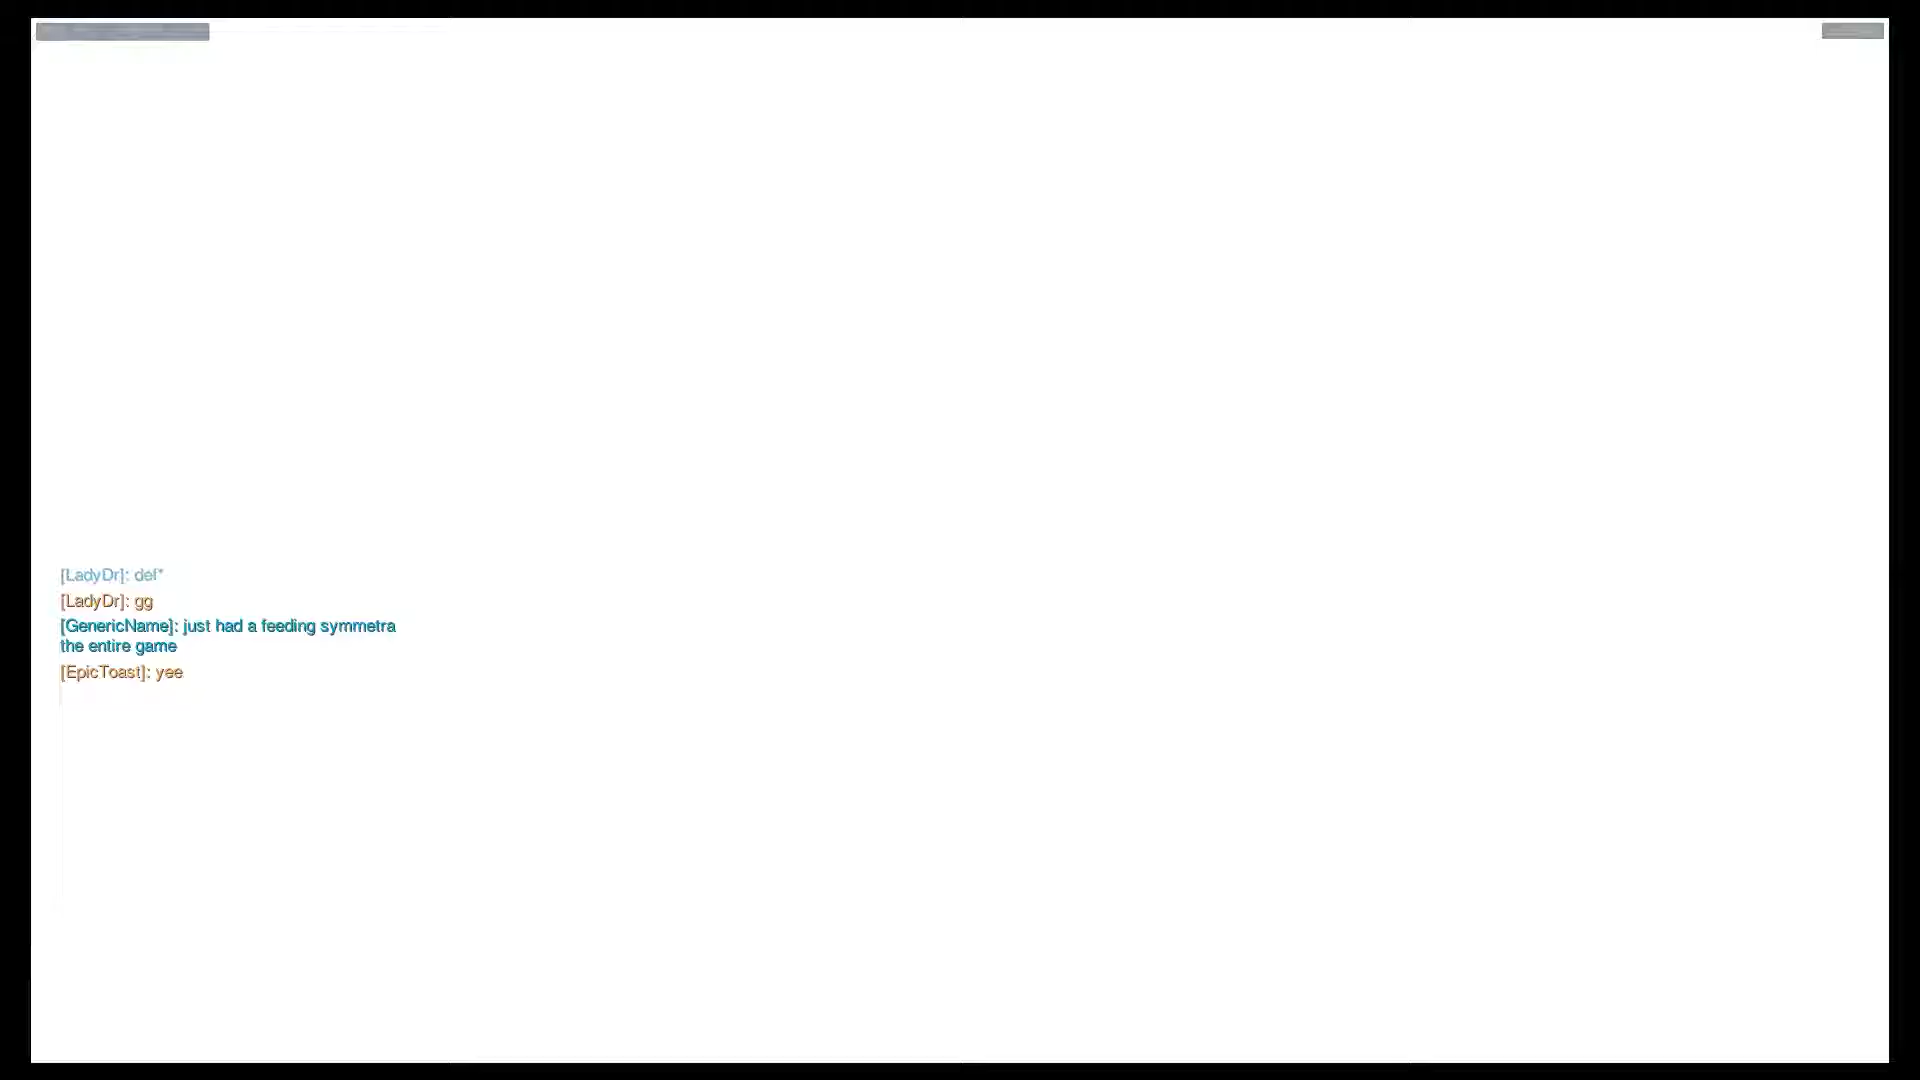 [LadyDr]: def*
[LadyDr]: gg
[GenericName]: just had a feeding symmetra
the entire game
[EpicToast]: yee